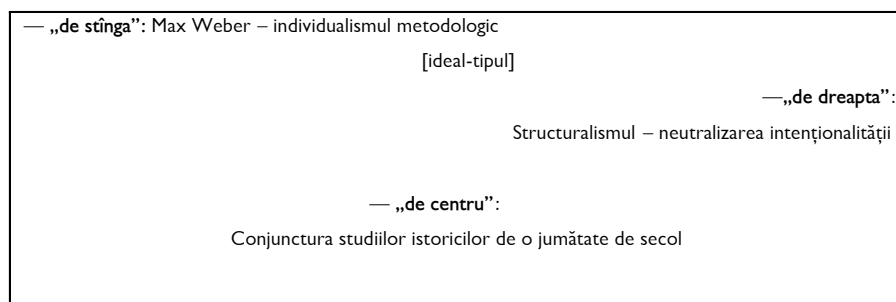 — „de stînga”: Max Weber – individualismul metodologic
[ideal-tipul]
—„de dreapta”:
Structuralismul – neutralizarea intenționalității
— „de centru”:
Conjunctura studiilor istoricilor de o jumătate de secol